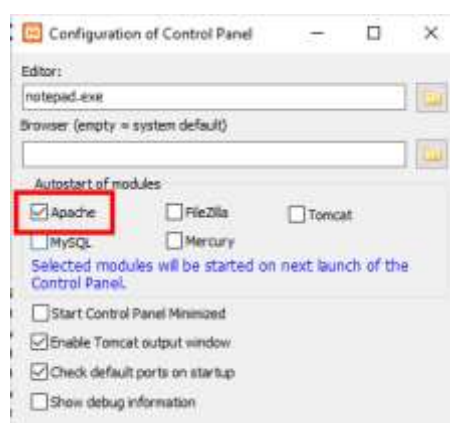 Configuration of Control Panel
Editor:
notepad.exe
Browser (empty = system default)
Autostart of modules
Apache FileZilla Tomcat
MySQL Mercury
Selected modules will be started on next launch of the
Control Panel.
Start Control Panel Minimized
Enable Tomcat output window
Check default ports on startup
Show debug information